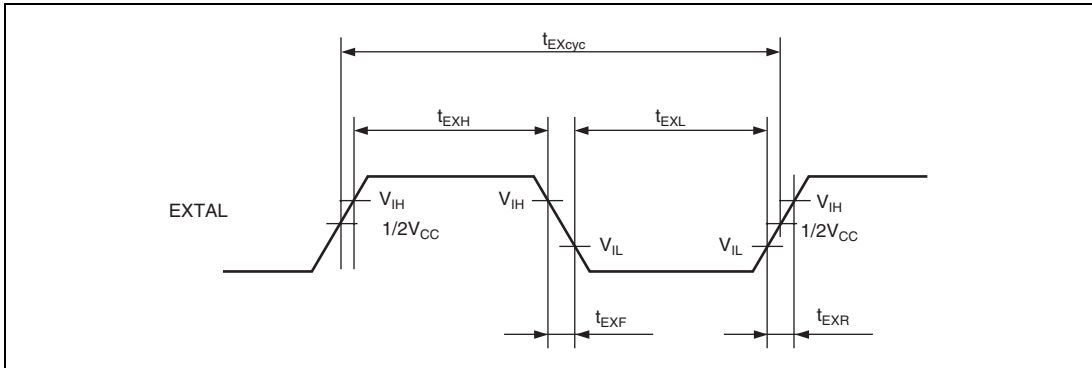 tEXcyc
tEXH
tEXL
EXTAL
VIH
1/2VCC
VIH
VIL
VIL
VIH
1/2VCC
tEXF
tEXR